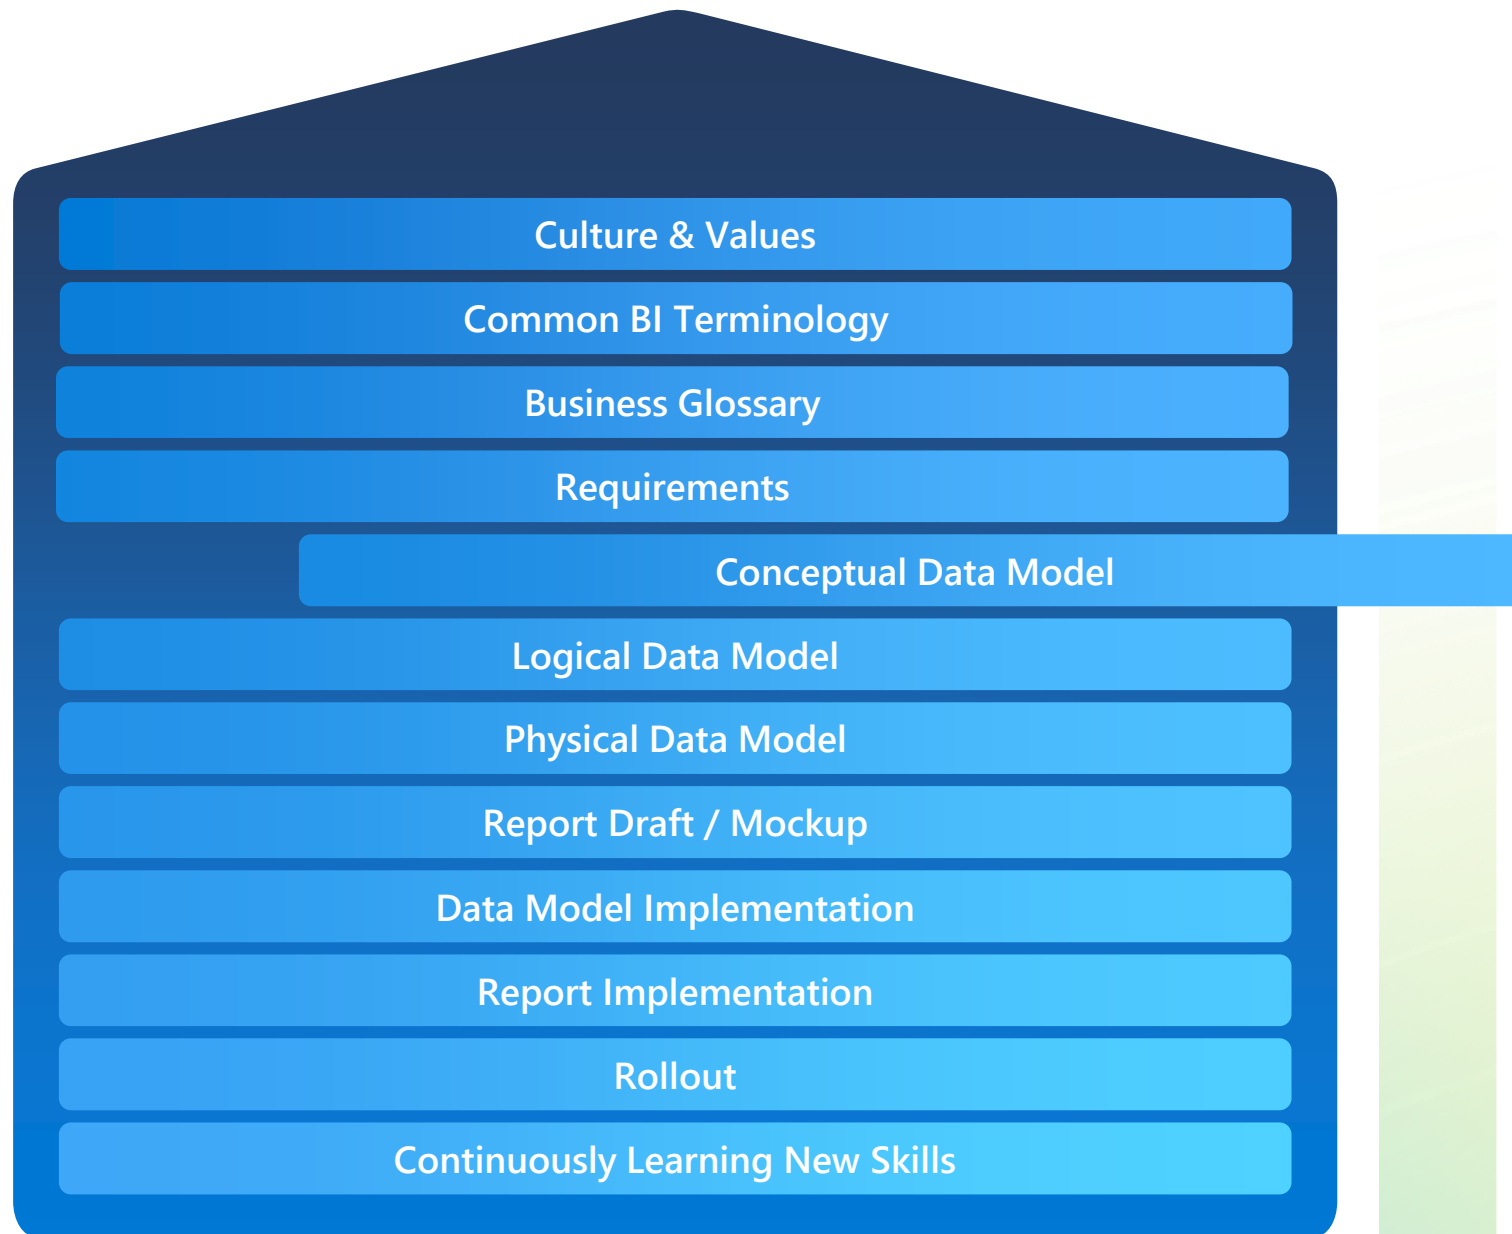 Culture & Values
Common BI Terminology
Business Glossary
Requirements
Conceptual Data Model
Logical Data Model
Physical Data Model
Report Draft / Mockup
Data Model Implementation
Report Implementation
Rollout
Continuously Learning New Skills